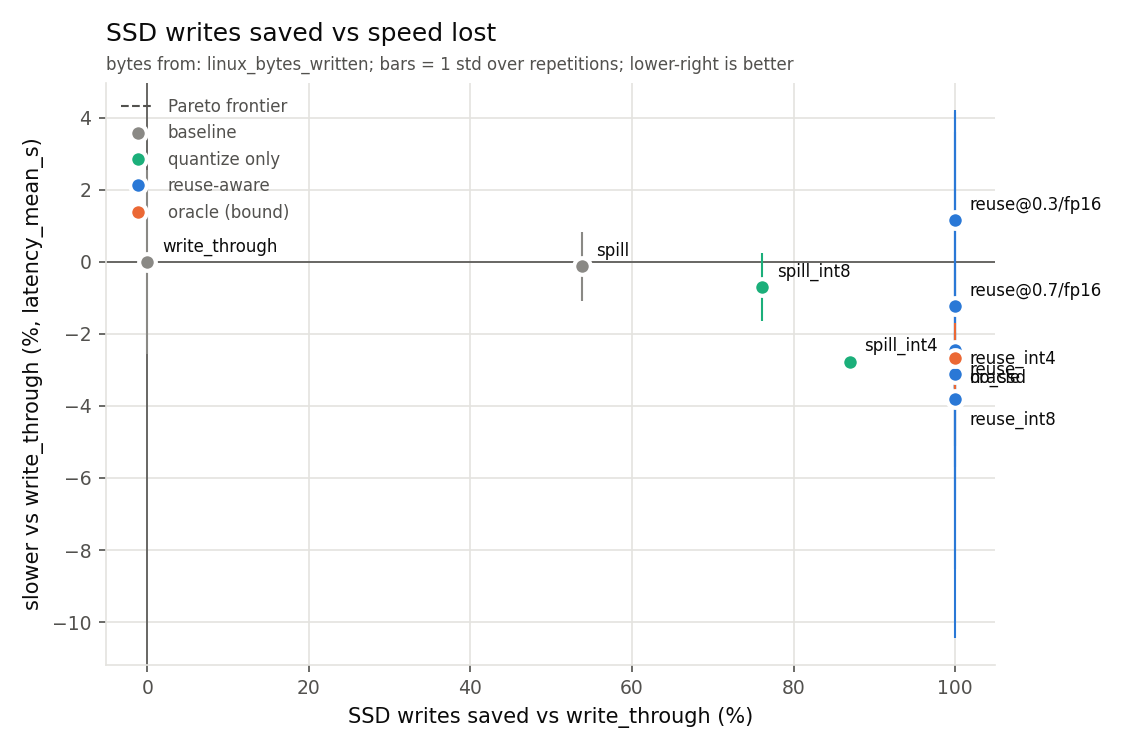 SSD writes saved vs speed lost
bytes from: linux_bytes_written; bars = 1 std over repetitions; lower-right is better
slower vs write_through (%, latency_mean_s)
4
2
0
−2
−4
−6
−8
−10
Pareto frontier
baseline
quantize only
reuse-aware
oracle (bound)
write_through
spill
spill_int8
spill_int4
reuse@0.3/fp16
reuse@0.7/fp16
reuse_int4
reuse_int8
0
20
40
60
80
100
SSD writes saved vs write_through (%)